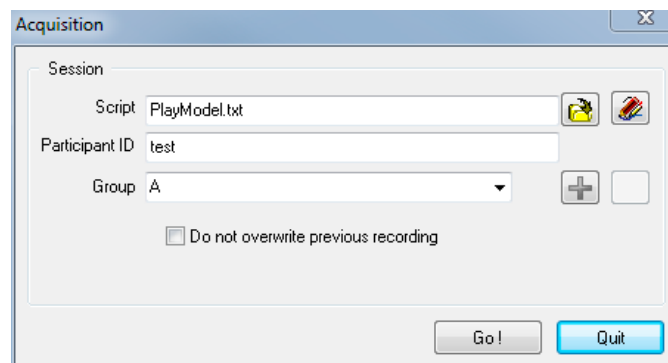 Acquisition
Session
Script PlayModel.txt
Participant ID test
Group A
Do not overwrite previous recording
Go! Quit